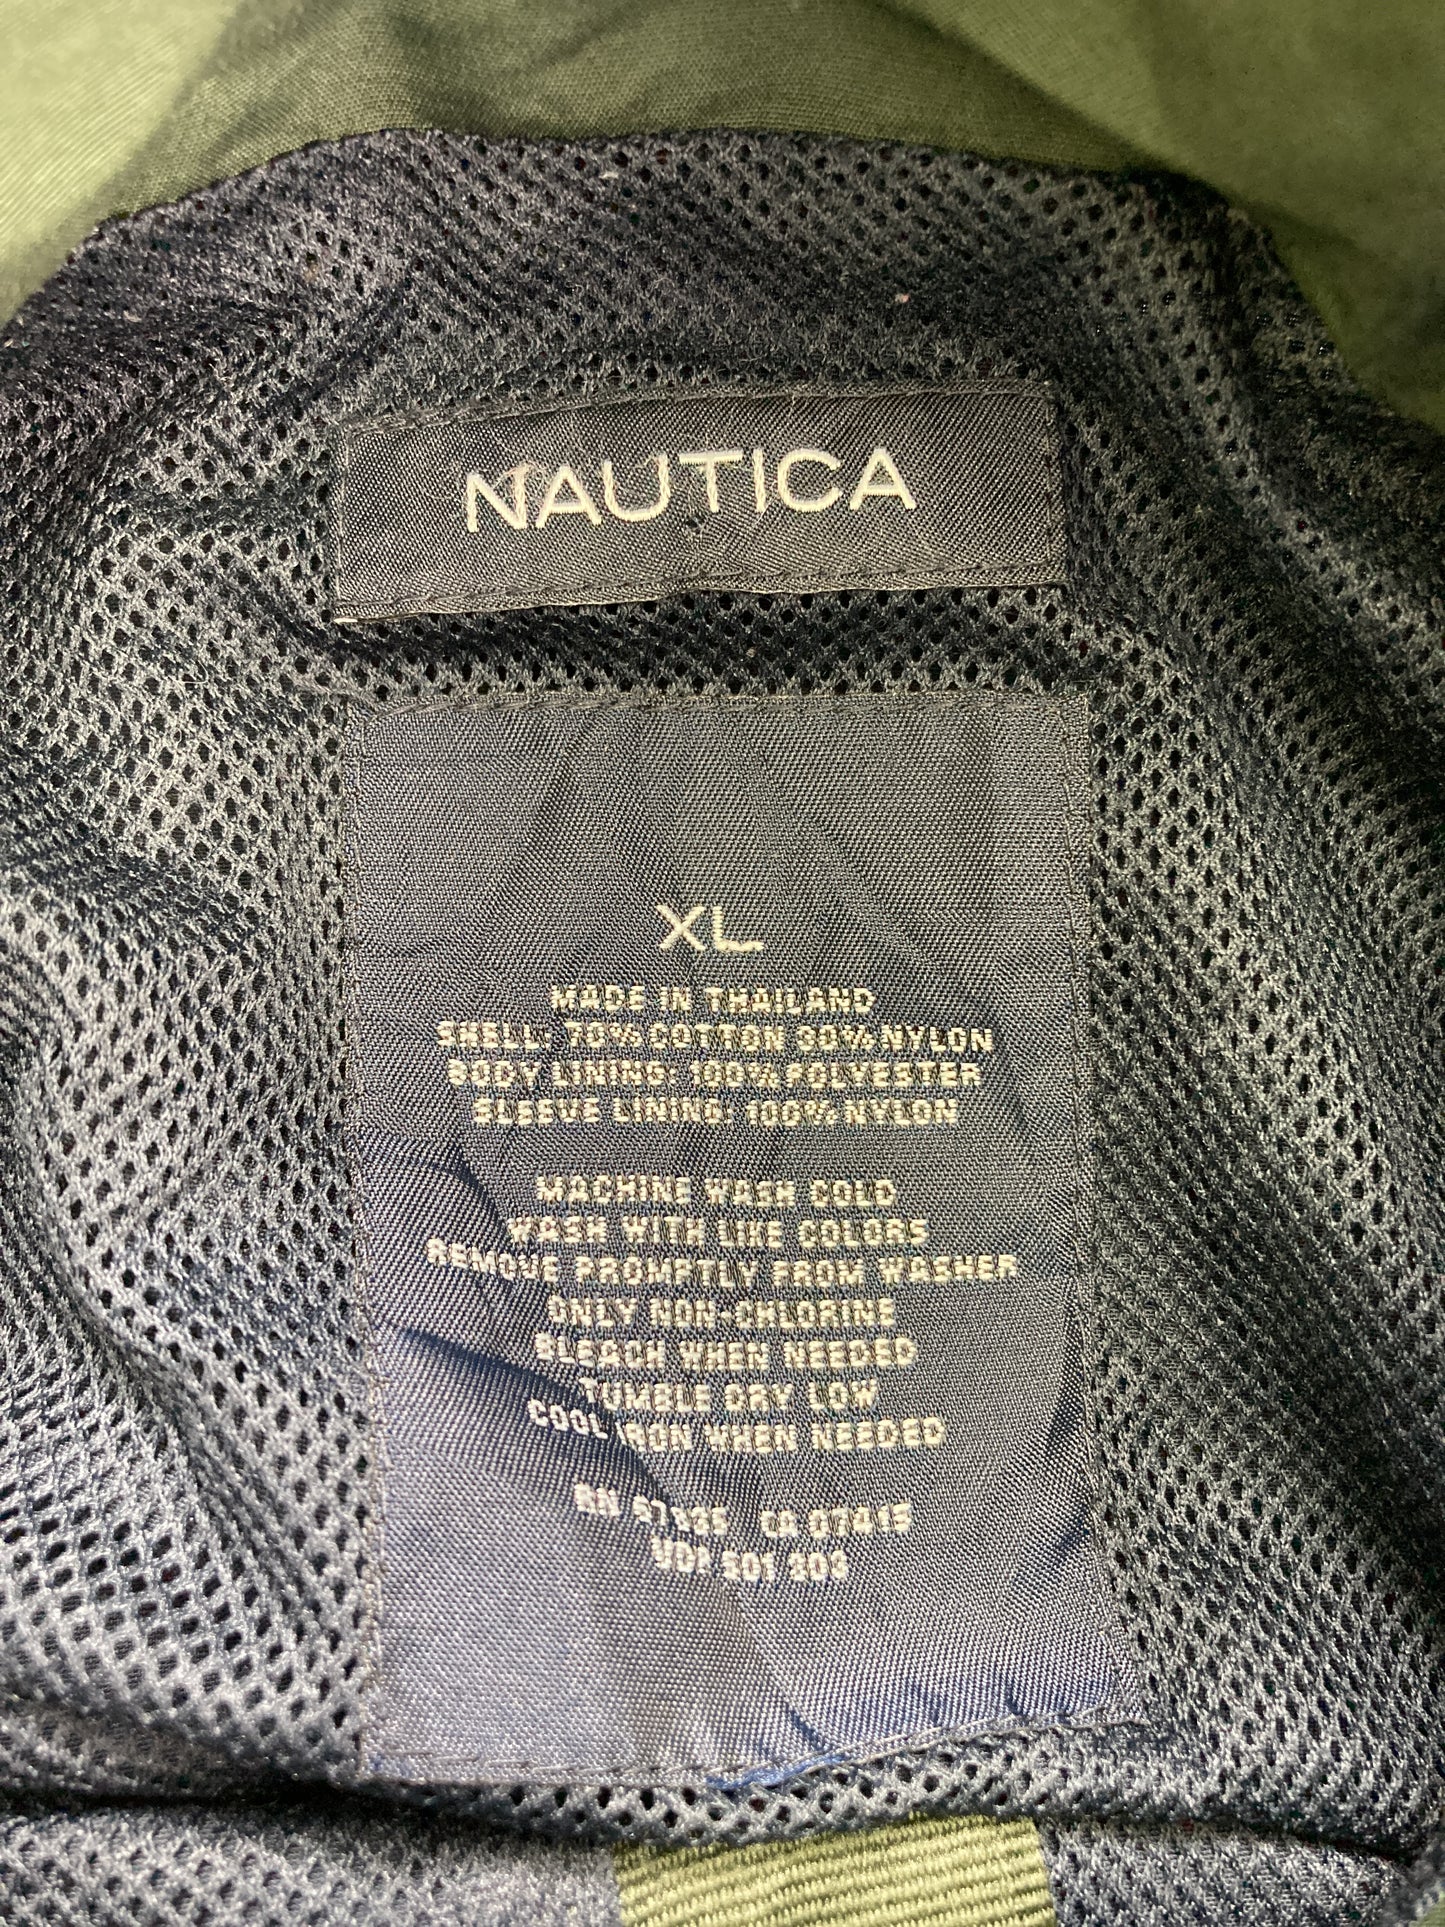 NAUTICA
XL
MADE IN THAILAND
SHELL: 70% COTTON 30% NYLON
BODY LINING: 100% POLYESTER
SLEEVE LINING: 100% NYLON
MACHINE WASH COLD
WASH WITH LIKE COLORS
REMOVE PROMPTLY FROM WASHER
ONLY NON-CHLORINE
BLEACH WHEN NEEDED
TUMBLE DRY LOW
COOL IRON WHEN NEEDED
RN CA 07415